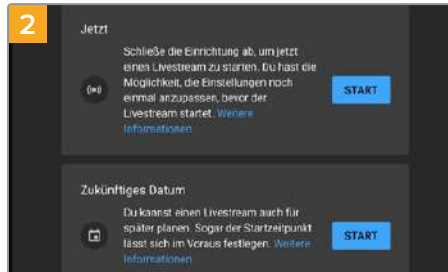 2
Jetzt
Schließe die Einrichtung ab, um jetzt
einen Livestream zu starten. Du hast die
Möglichkeit, die Einstellungen noch
einmal anzupassen, bevor der
Livestream startet. Weitere
Informationen
START
Zukünftiges Datum
Du kannst einen Livestream auch für
später planen. Sogar der Startzeitpunkt
lässt sich im Voraus festlegen. Weitere
Informationen
START